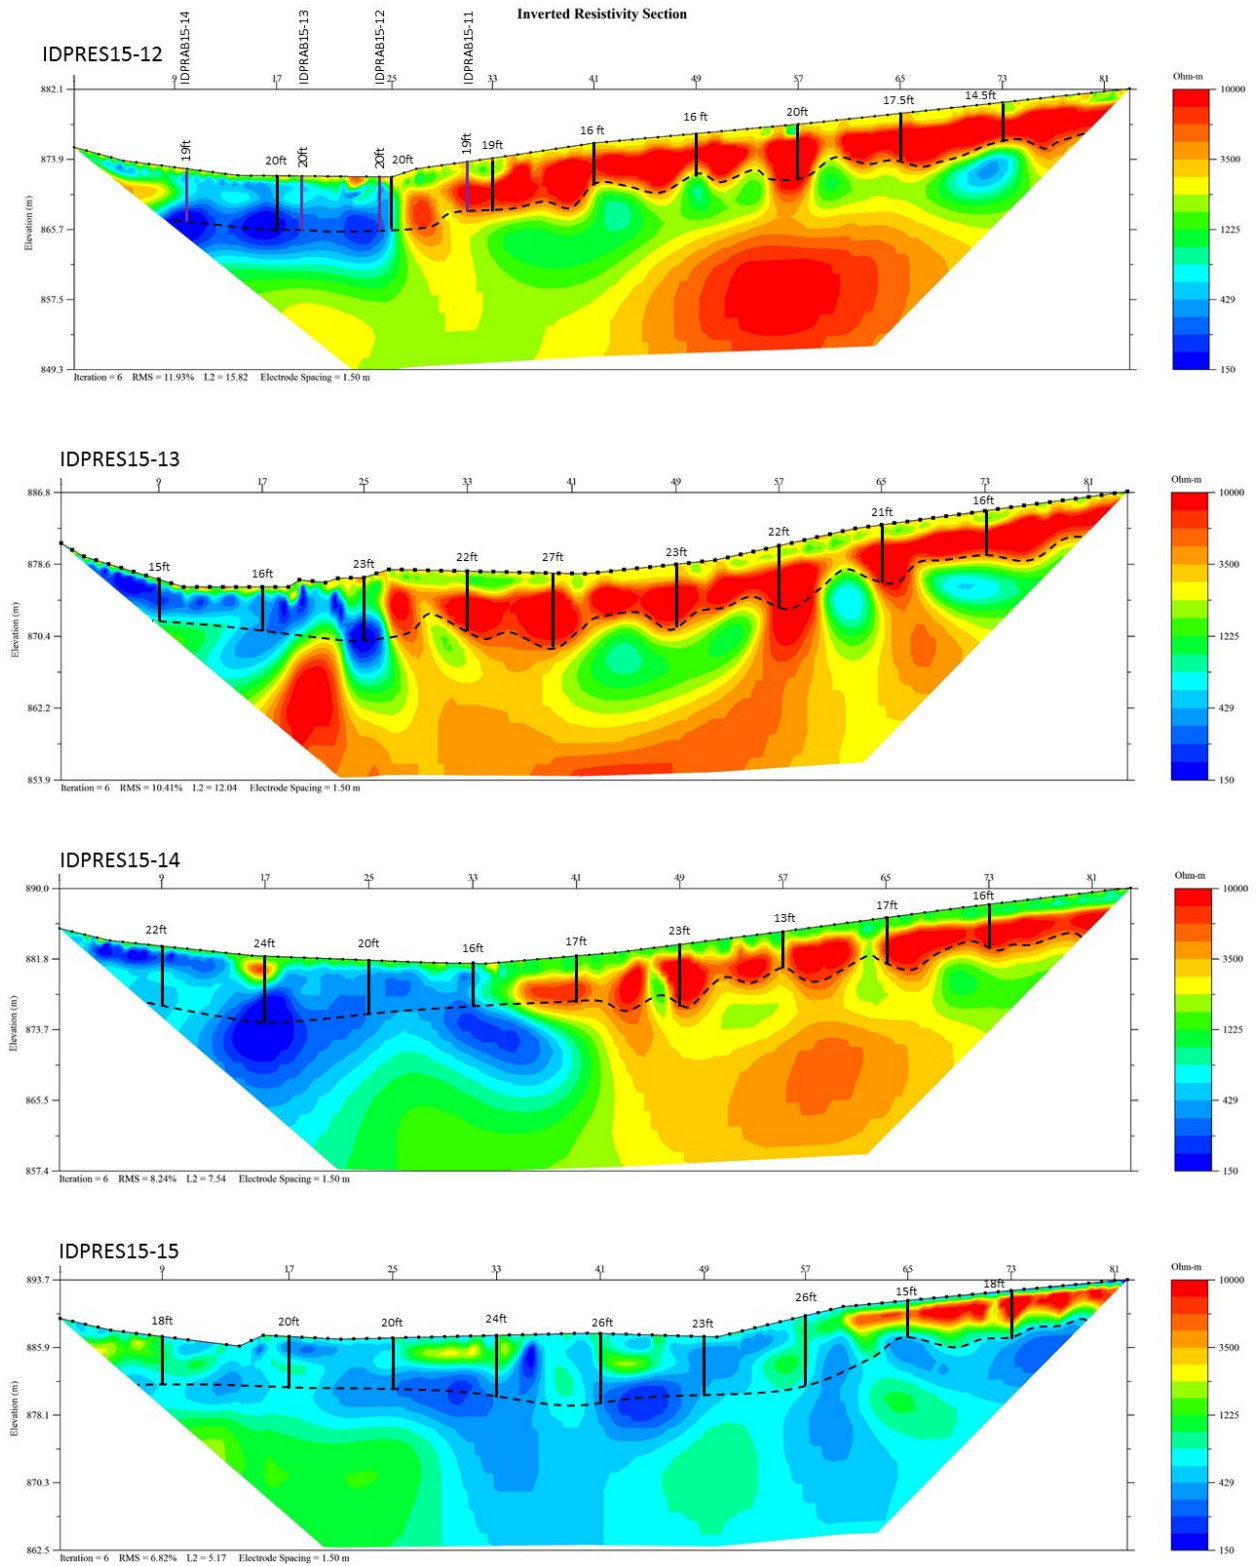 Inverted Resistivity Section
IDPRES15-12
IDPRAB15-14
IDPRAB15-13
IDPRAB15-12
IDPRAB15-11
1 9 17 25 33 41 49 57 65 73 81
Ohm-m
882.1
873.9
865.7
857.5
849.3
Elevation (m)
19ft 20ft 20ft 20ft 20ft 19ft 19ft 16 ft 16 ft 20ft 17.5ft 14.5ft
10000
3500
1225
429
150
Iteration = 6 RMS = 11.93% L2 = 15.82 Electrode Spacing = 1.50 m
IDPRES15-13
1 9 17 25 33 41 49 57 65 73 81
Ohm-m
886.8
878.6
870.4
862.2
853.9
Elevation (m)
15ft 16ft 23ft 22ft 27ft 23ft 22ft 21ft 16ft
10000
3500
1225
429
150
Iteration = 6 RMS = 10.41% L2 = 12.04 Electrode Spacing = 1.50 m
IDPRES15-14
1 9 17 25 33 41 49 57 65 73 81
Ohm-m
890.0
881.8
873.7
865.5
857.4
Elevation (m)
22ft 24ft 20ft 16ft 17ft 23ft 13ft 17ft 16ft
10000
3500
1225
429
150
Iteration = 6 RMS = 8.24% L2 = 7.54 Electrode Spacing = 1.50 m
IDPRES15-15
1 9 17 25 33 41 49 57 65 73 81
Ohm-m
893.7
885.9
878.1
870.3
862.5
Elevation (m)
18ft 20ft 20ft 24ft 26ft 23ft 26ft 15ft 18ft
10000
3500
1225
429
150
Iteration = 6 RMS = 6.82% L2 = 5.17 Electrode Spacing = 1.50 m